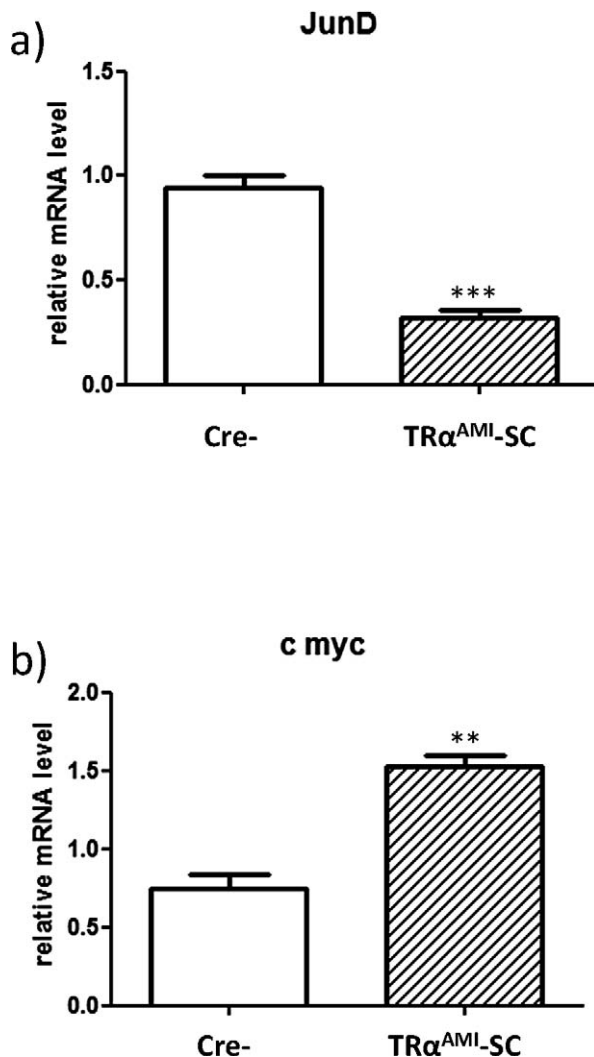 a)
JunD
relative mRNA level
1.5
1.0
0.5
0.0
***
Cre-
TRα^AMI-SC
b)
c myc
relative mRNA level
2.0
1.5
1.0
0.5
0.0
**
Cre-
TRα^AMI-SC